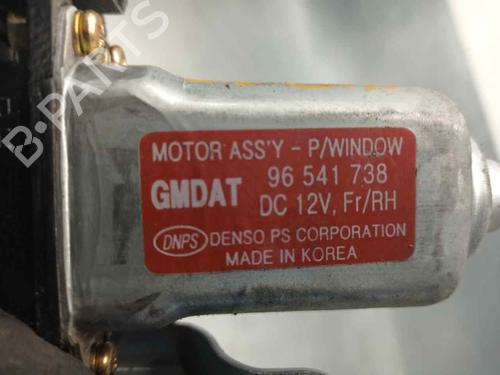 B-PARTS
MOTOR ASS'Y - P/WINDOW
GMDAT 96 541 738
DC 12V, Fr/RH
DNPS DENSO PS CORPORATION
MADE IN KOREA